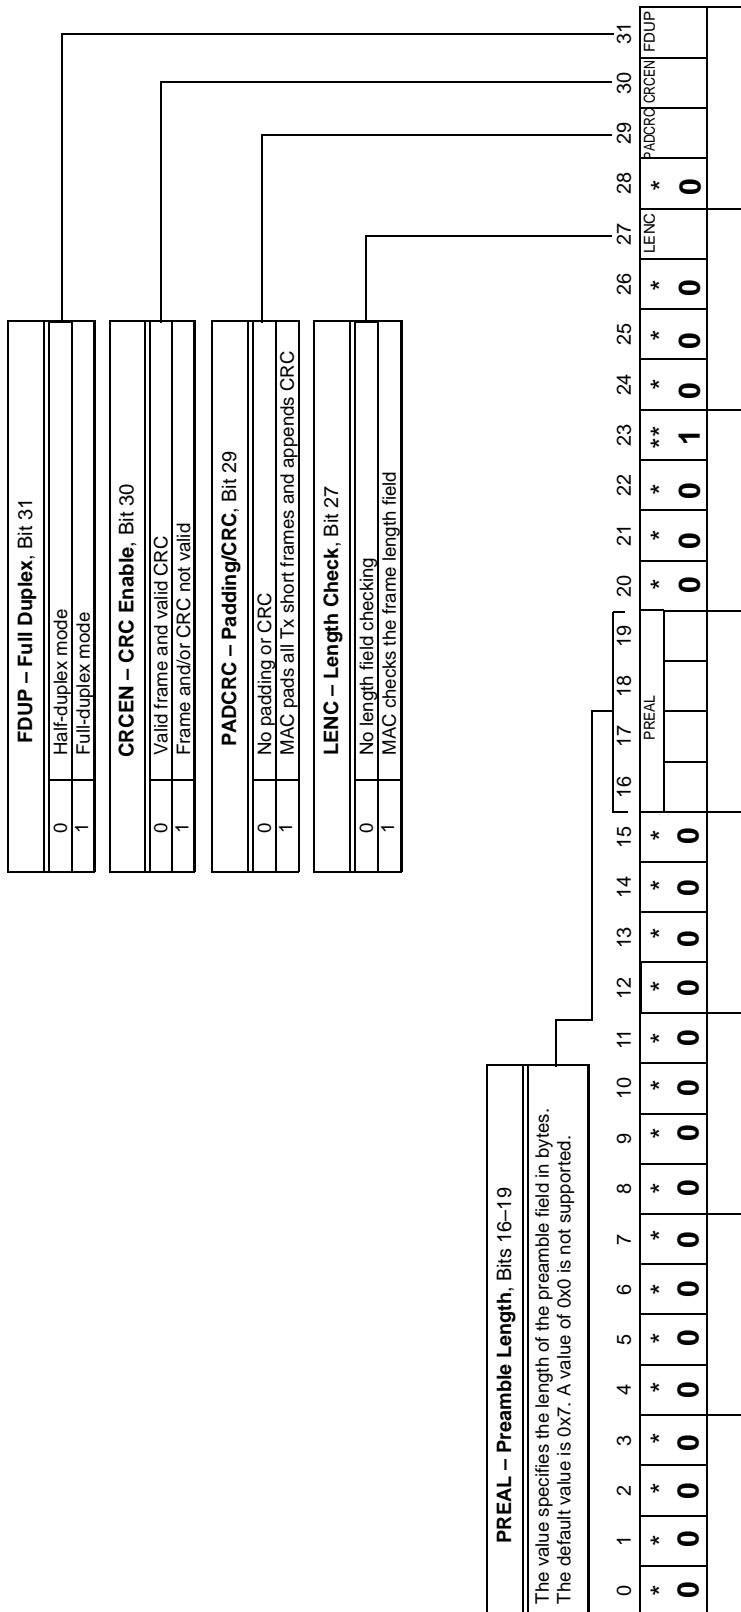 FDUP – Full Duplex, Bit 31
0 Half-duplex mode
1 Full-duplex mode
CRCEN – CRC Enable, Bit 30
0 Valid frame and valid CRC
1 Frame and/or CRC not valid
PADCRC – Padding/CRC, Bit 29
0 No padding or CRC
1 MAC pads all Tx short frames and appends CRC
LENC – Length Check, Bit 27
0 No length field checking
1 MAC checks the frame length field
PREAL – Preamble Length, Bits 16–19
The value specifies the length of the preamble field in bytes.
The default value is 0x7. A value of 0x0 is not supported.
0 1 2 3 4 5 6 7 8 9 10 11 12 13 14 15 16 17 18 19 20 21 22 23 24 25 26 27 28 29 30 31
* * * * * * * * * * * * * * * * PREAL * * * ** * * * LENC * PADCRC CRCEN FDUP
0 0 0 0 0 0 0 0 0 0 0 0 0 0 0 0 0 0 0 1 0 0 0 0